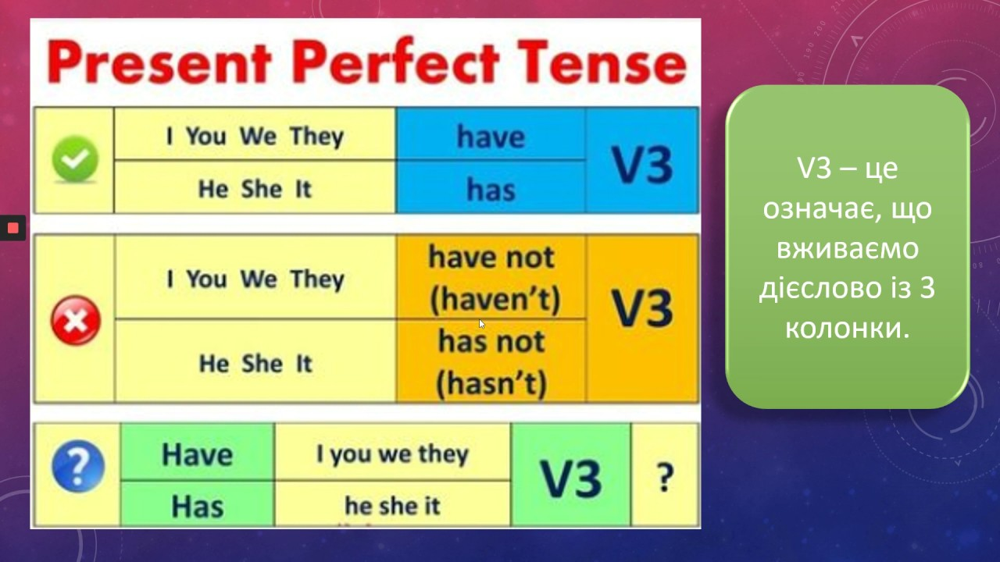 Present Perfect Tense
I You We They
have
He She It
has
V3
I You We They
have not
(haven't)
He She It
has not
(hasn't)
V3
Have
I you we they
Has
he she it
V3
?
V3 – це
означає, що
вживаємо
дієслово із 3
колонки.